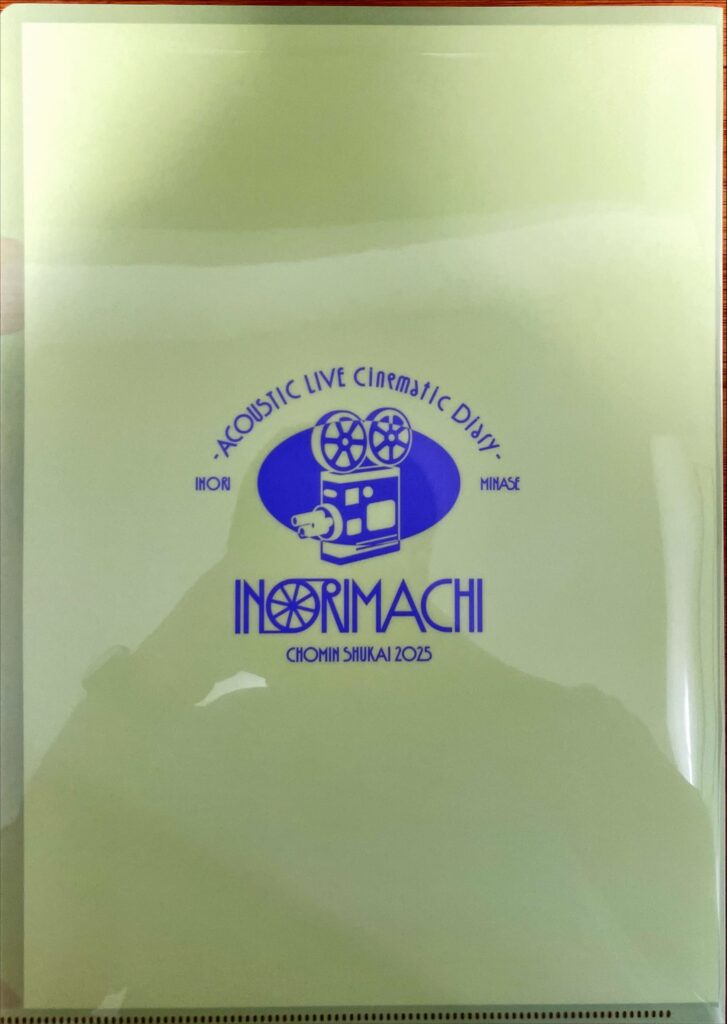 -ACOUSTIC LIVE Cinematic Diary-
INORI MINASE
INORIMACHI
CHOMIN SHUKAI 2025